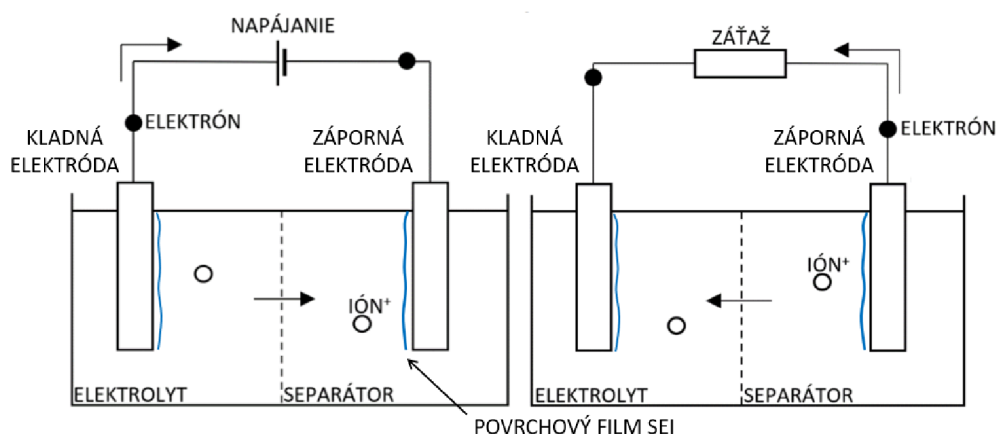 NAPÁJANIE
ELEKTRÓN
KLADNÁ
ELEKTRÓDA
ZÁPORNÁ
ELEKTRÓDA
IÓN⁺
ELEKTROLYT
SEPARÁTOR
ZÁŤAŽ
ELEKTRÓN
KLADNÁ
ELEKTRÓDA
ZÁPORNÁ
ELEKTRÓDA
IÓN⁺
ELEKTROLYT
SEPARÁTOR
POVRCHOVÝ FILM SEI